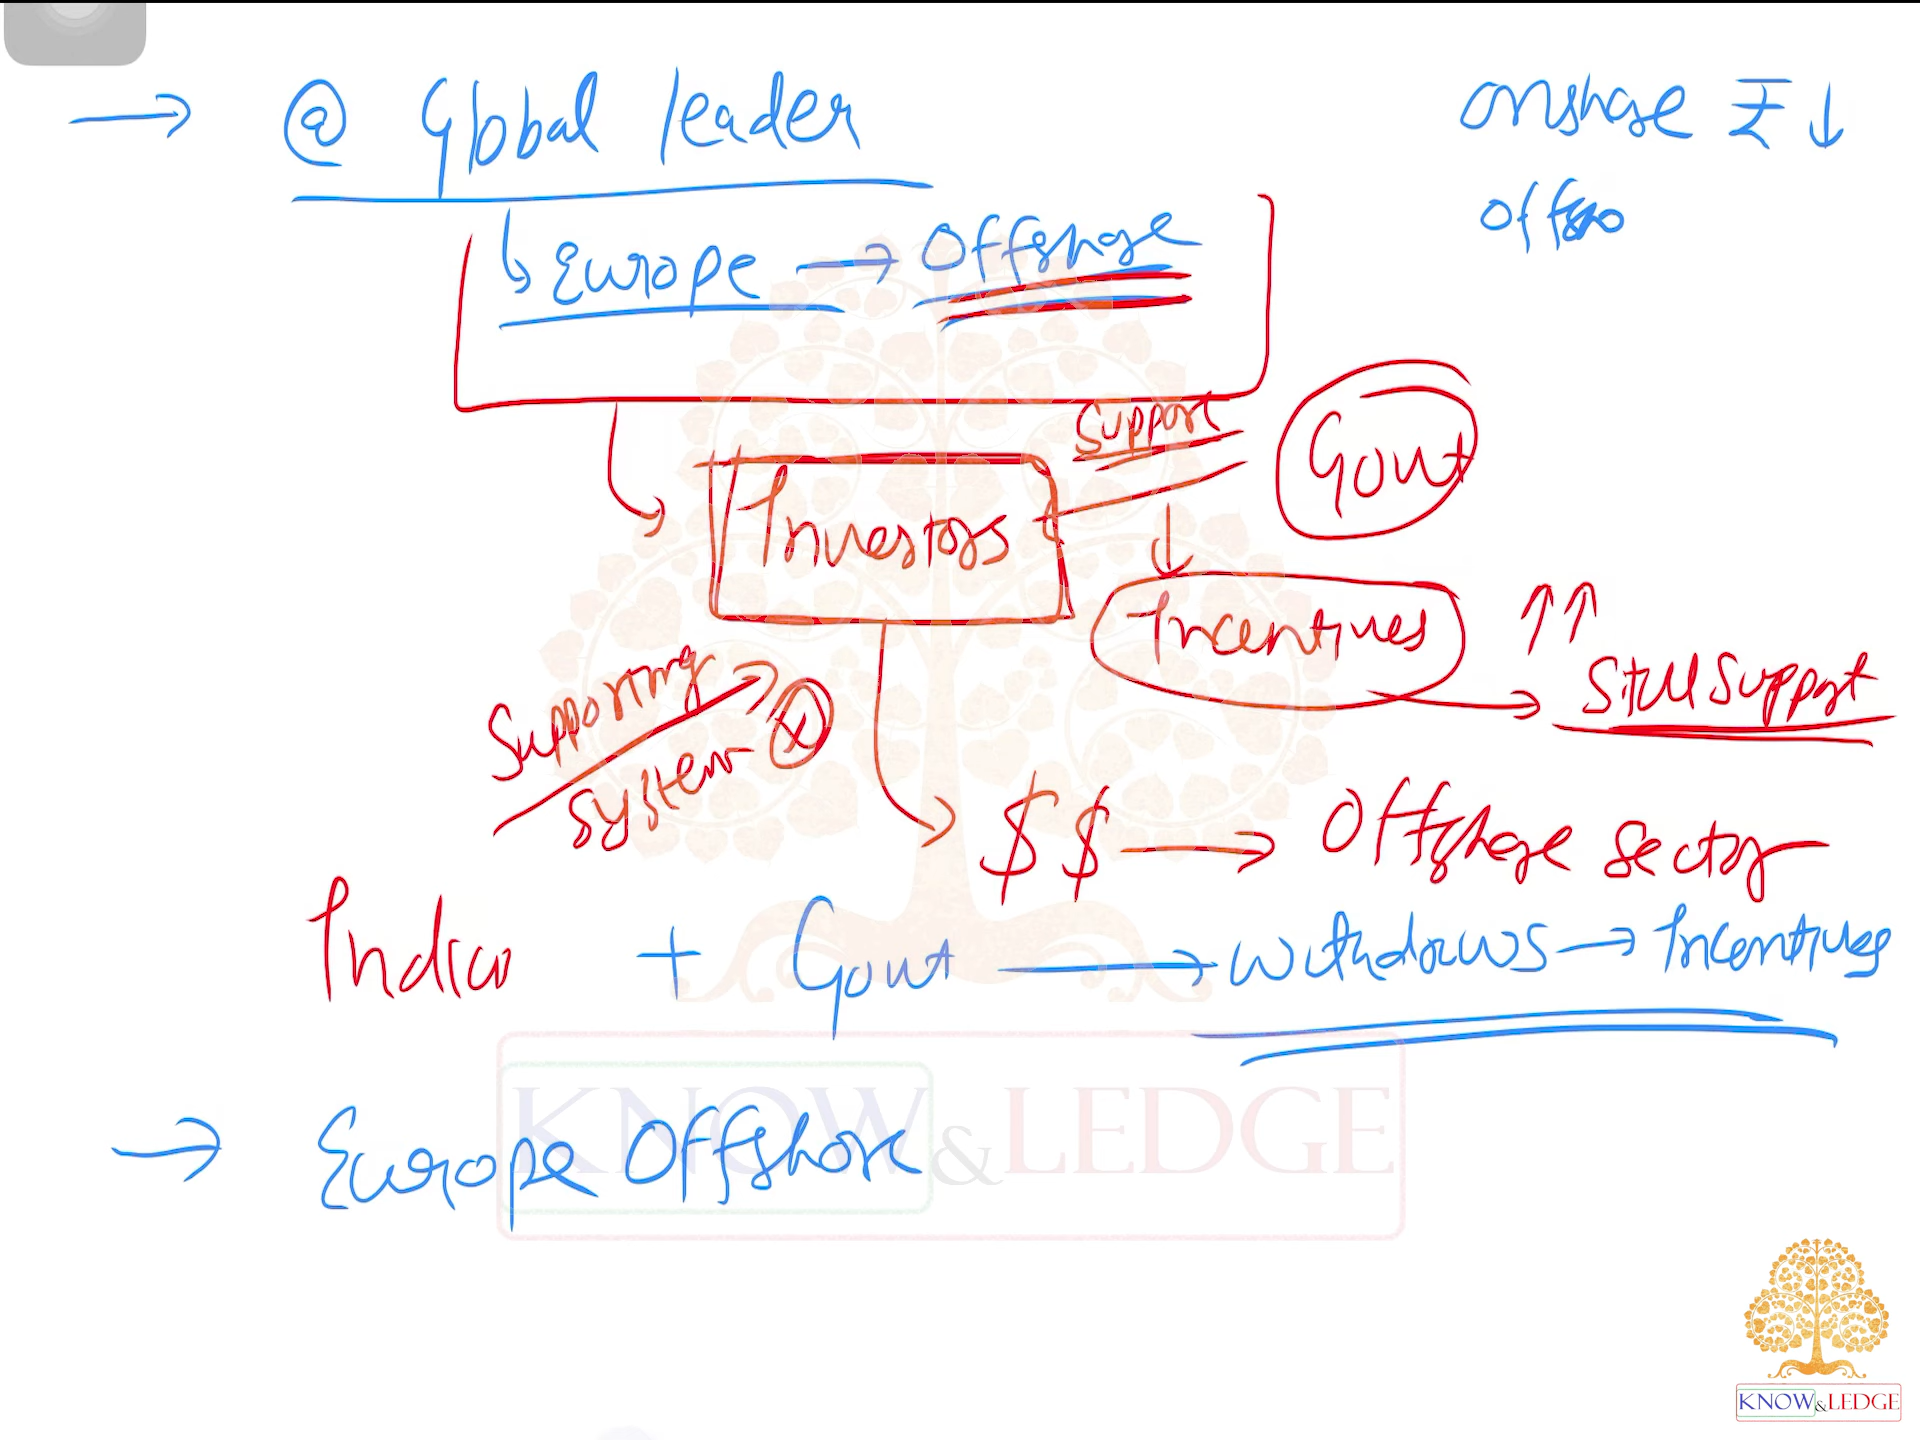 → @ Global leader
Onshore ₹ ↓
↳ Europe → Offshore
Support
Govt
Investors
↓
Incentives ↑↑
→ Still Support
Supporting
System ⓧ
$ $ → Offshore Sector
India + Govt → withdraws → Incentives
→ Europe Offshore
KNOW&LEDGE
KNOW&LEDGE